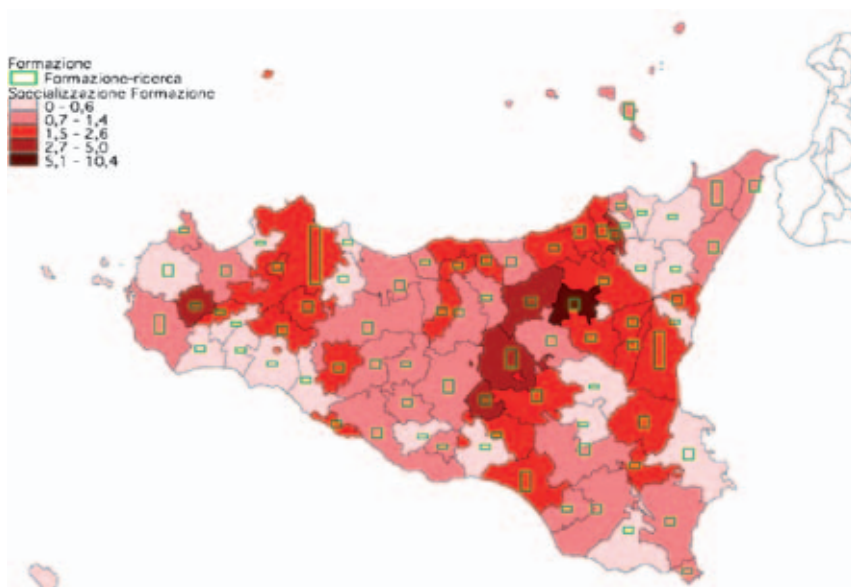 Formazione
Formazione-ricerca
Specializzazione Formazione
0 - 0,6
0,7 - 1,4
1,5 - 2,6
2,7 - 5,0
5,1 - 10,4